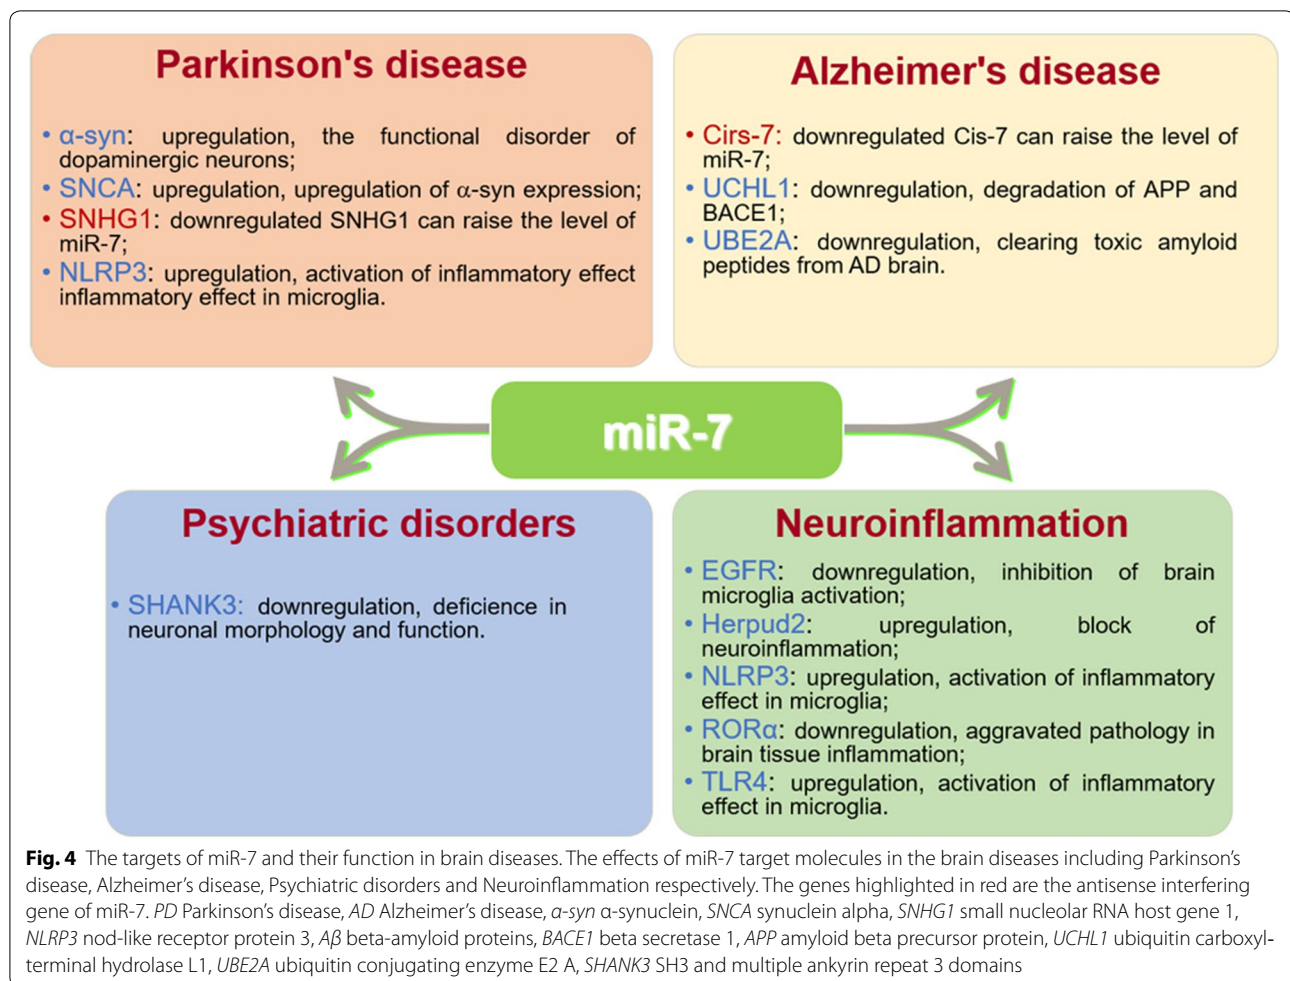 Parkinson's disease
• α-syn: upregulation, the functional disorder of
dopaminergic neurons;
• SNCA: upregulation, upregulation of α-syn expression;
• SNHG1: downregulated SNHG1 can raise the level of
miR-7;
• NLRP3: upregulation, activation of inflammatory effect
inflammatory effect in microglia.
Alzheimer's disease
• Cirs-7: downregulated Cis-7 can raise the level of
miR-7;
• UCHL1: downregulation, degradation of APP and
BACE1;
• UBE2A: downregulation, clearing toxic amyloid
peptides from AD brain.
miR-7
Psychiatric disorders
• SHANK3: downregulation, deficience in
neuronal morphology and function.
Neuroinflammation
• EGFR: downregulation, inhibition of brain
microglia activation;
• Herpud2: upregulation, block of
neuroinflammation;
• NLRP3: upregulation, activation of inflammatory
effect in microglia;
• RORα: downregulation, aggravated pathology in
brain tissue inflammation;
• TLR4: upregulation, activation of inflammatory
effect in microglia.
Fig. 4 The targets of miR-7 and their function in brain diseases. The effects of miR-7 target molecules in the brain diseases including Parkinson's
disease, Alzheimer's disease, Psychiatric disorders and Neuroinflammation respectively. The genes highlighted in red are the antisense interfering
gene of miR-7. PD Parkinson's disease, AD Alzheimer's disease, α-syn α-synuclein, SNCA synuclein alpha, SNHG1 small nucleolar RNA host gene 1,
NLRP3 nod-like receptor protein 3, Aβ beta-amyloid proteins, BACE1 beta secretase 1, APP amyloid beta precursor protein, UCHL1 ubiquitin carboxyl-
terminal hydrolase L1, UBE2A ubiquitin conjugating enzyme E2 A, SHANK3 SH3 and multiple ankyrin repeat 3 domains